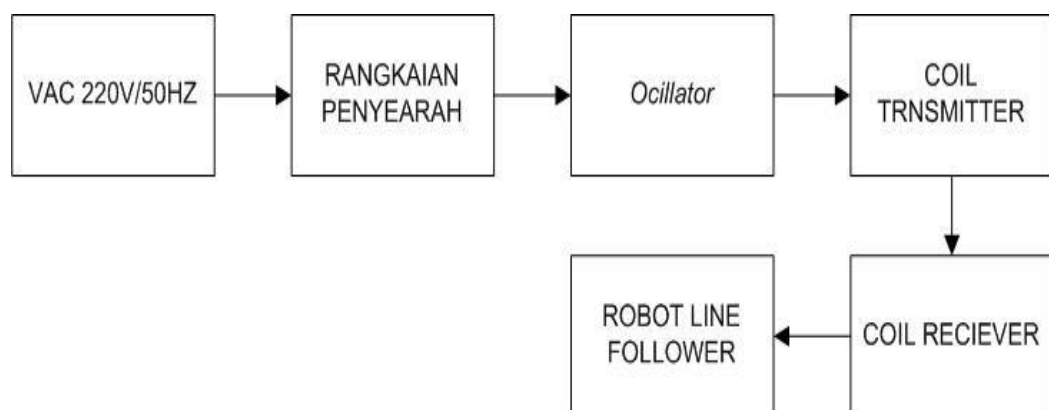 VAC 220V/50HZ
RANGKAIAN
PENYEARAH
Ocillator
COIL
TRNSMITTER
ROBOT LINE
FOLLOWER
COIL RECIEVER